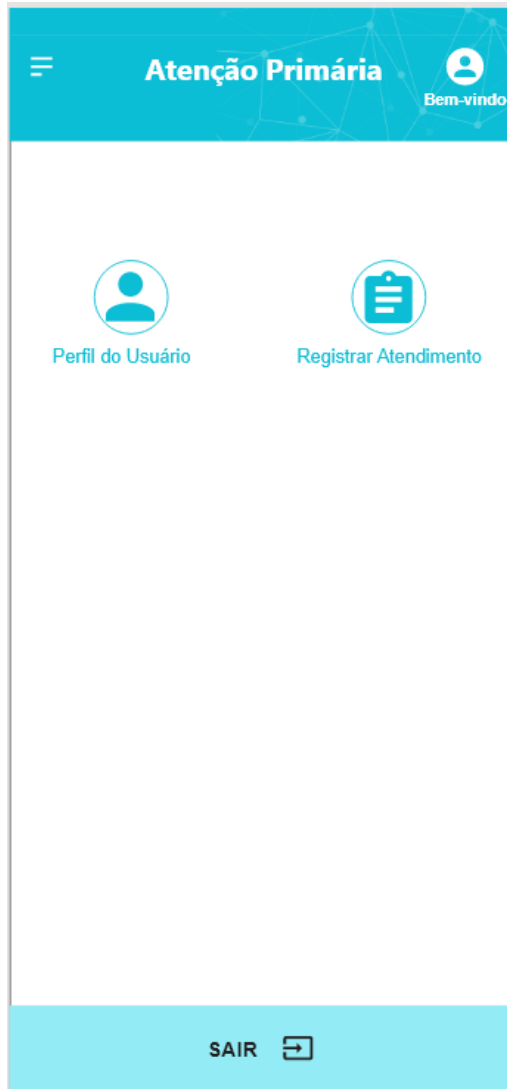 Atenção Primária
Bem-vindo
Perfil do Usuário
Registrar Atendimento
SAIR